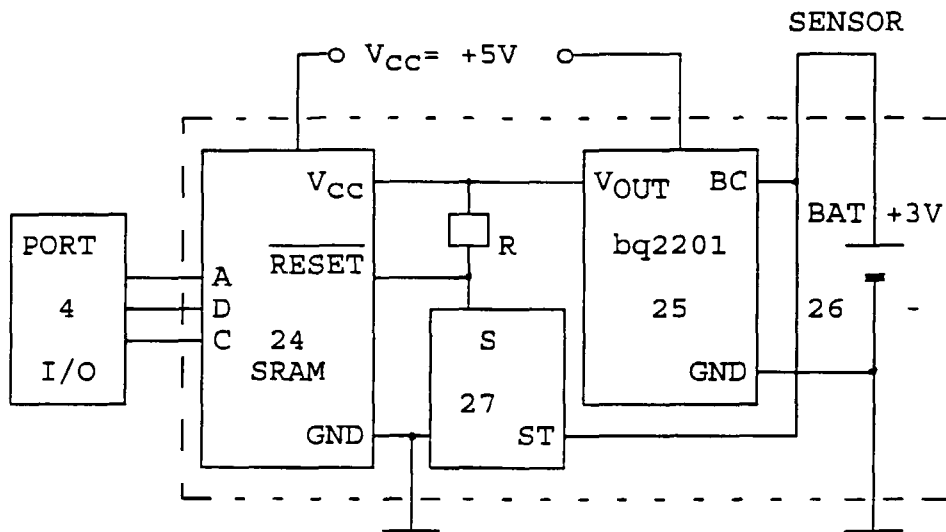 SENSOR
VCC= +5V
VCC
VOUT BC
BAT +3V
PORT
RESET
R
bq2201
A
4
D
24
S
25
26
-
C
I/O
SRAM
27
GND
GND
ST